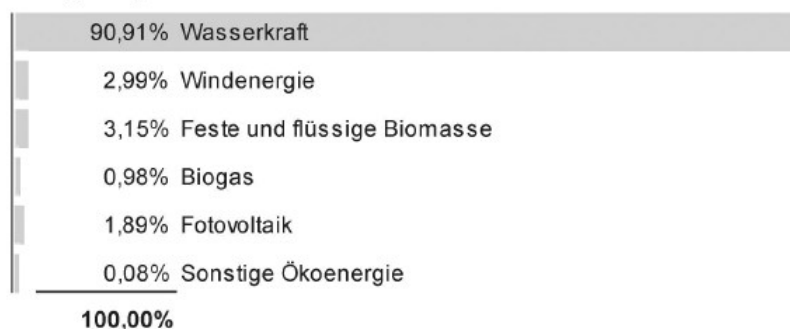 90,91% Wasserkraft
2,99% Windenergie
3,15% Feste und flüssige Biomasse
0,98% Biogas
1,89% Fotovoltaik
0,08% Sonstige Ökoenergie
100,00%